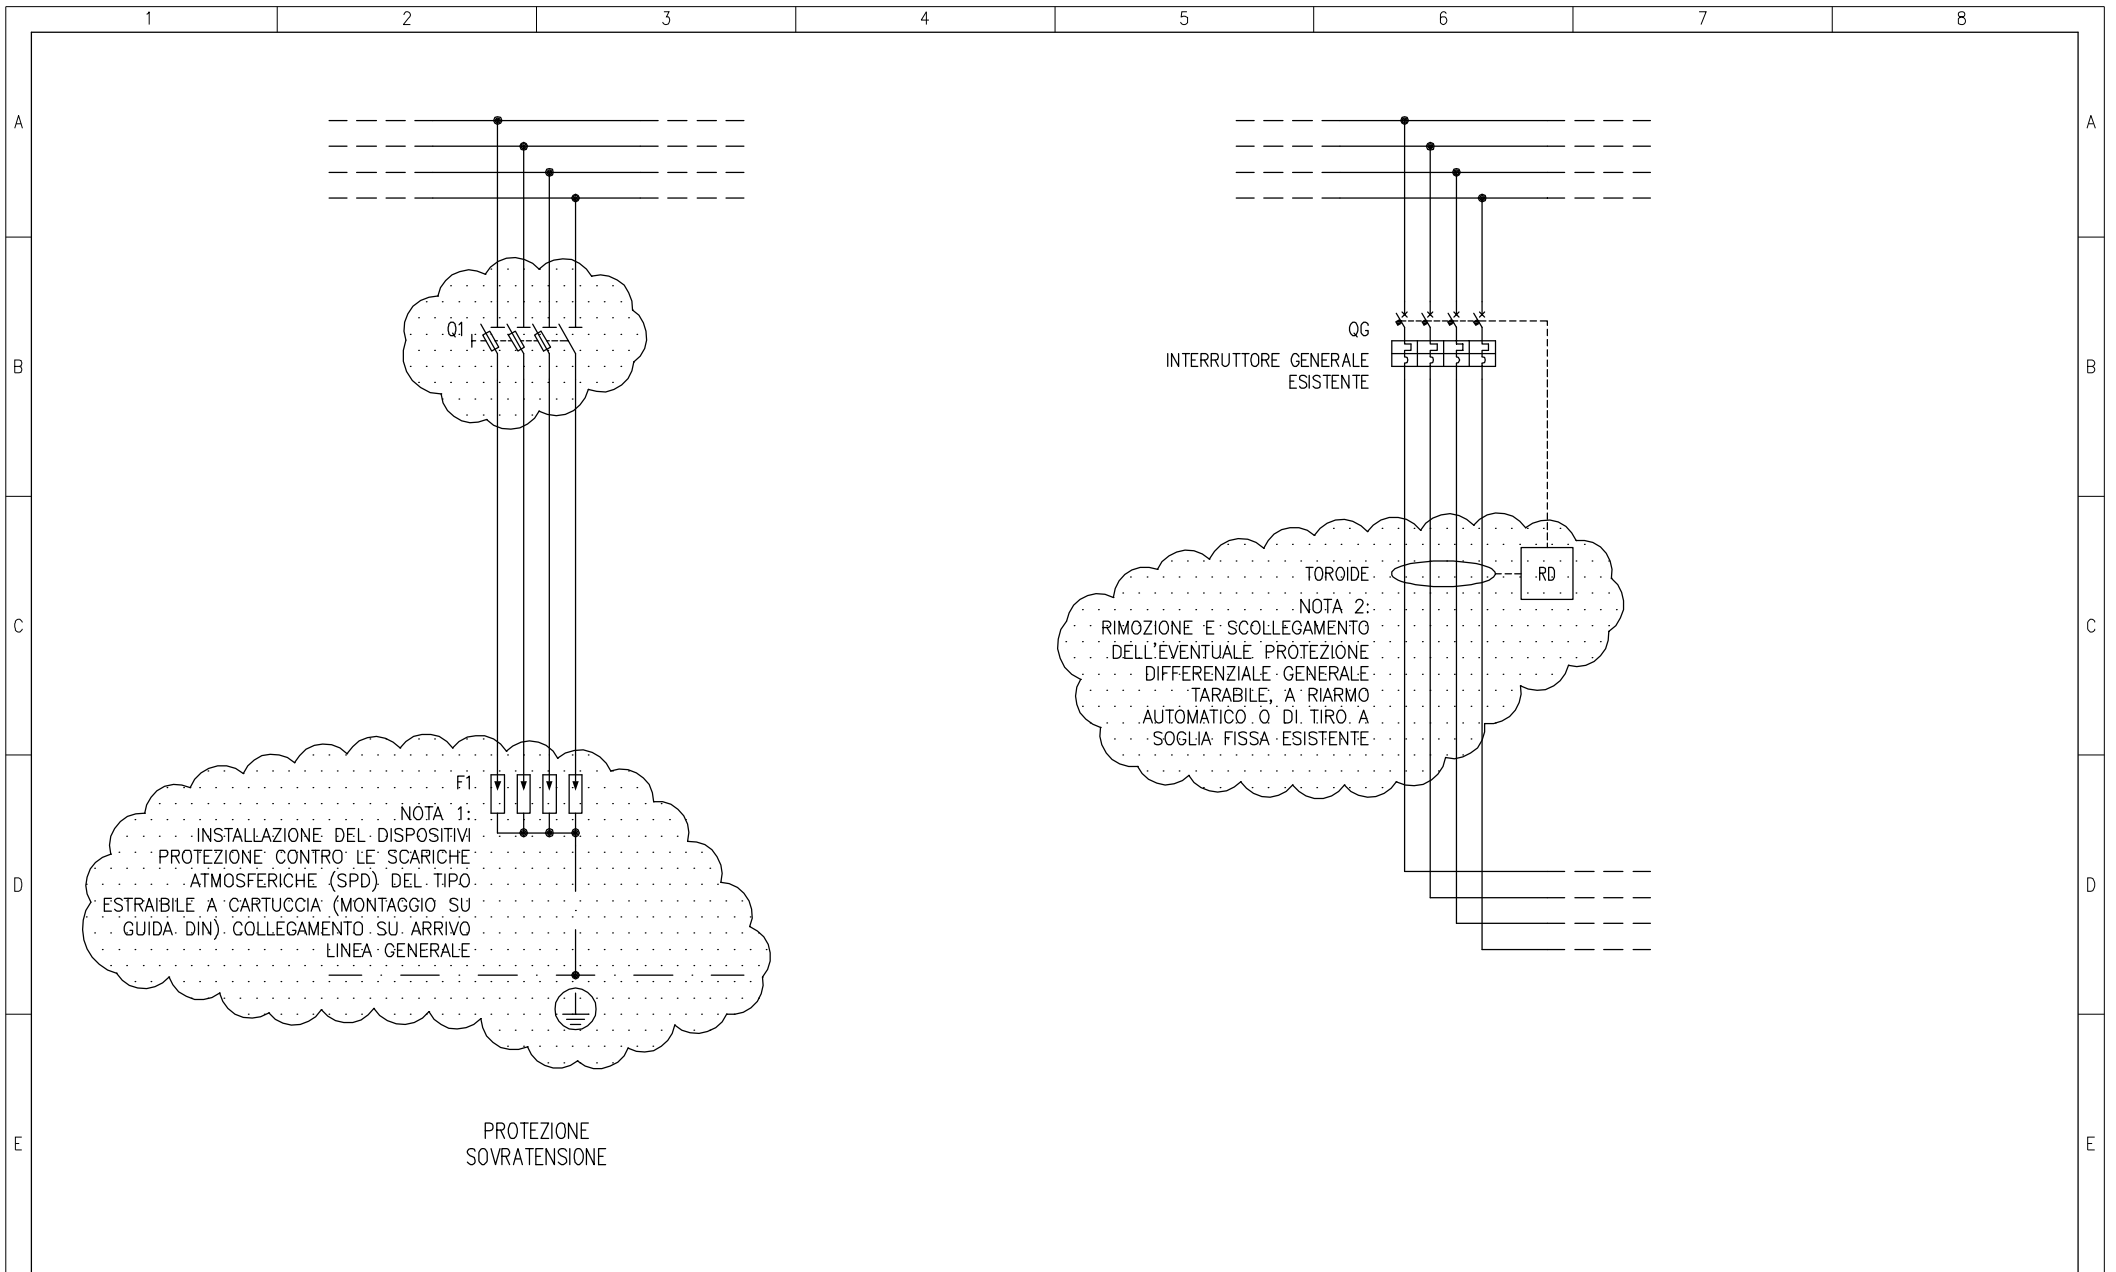 1 2 3 4 5 6 7 8
A A
Q1
QG
INTERRUTTORE GENERALE
ESISTENTE
B B
TOROIDE
RD
NOTA 2:
RIMOZIONE E SCOLLEGAMENTO
DELL'EVENTUALE PROTEZIONE
DIFFERENZIALE GENERALE
TARABILE, A RIARMO
AUTOMATICO O DI TIRO A
SOGLIA FISSA ESISTENTE
C C
F1
NOTA 1:
INSTALLAZIONE DEL DISPOSITIVI
PROTEZIONE CONTRO LE SCARICHE
ATMOSFERICHE (SPD) DEL TIPO
ESTRAIBILE A CARTUCCIA (MONTAGGIO SU
GUIDA DIN) COLLEGAMENTO SU ARRIVO
LINEA GENERALE
D D
PROTEZIONE
SOVRATENSIONE
E E